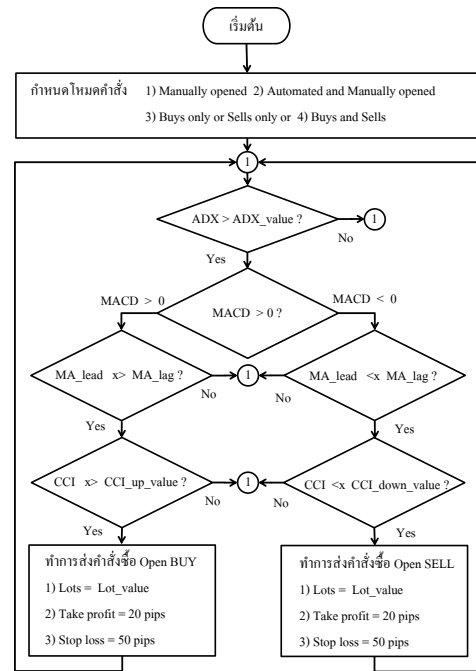 เริ่มต้น
กำหนดโหมดคำสั่ง 1) Manually opened 2) Automated and Manually opened
3) Buys only or Sells only or 4) Buys and Sells
1
ADX > ADX_value ?
1
No
Yes
MACD > 0
MACD > 0 ?
MACD < 0
MA_lead x> MA_lag ?
1
MA_lead <x MA_lag ?
No
No
Yes
Yes
CCI x> CCI_up_value ?
1
CCI <x CCI_down_value ?
No
No
Yes
Yes
ทำการส่งคำสั่งซื้อ Open BUY
1) Lots = Lot_value
2) Take profit = 20 pips
3) Stop loss = 50 pips
ทำการส่งคำสั่งซื้อ Open SELL
1) Lots = Lot_value
2) Take profit = 20 pips
3) Stop loss = 50 pips